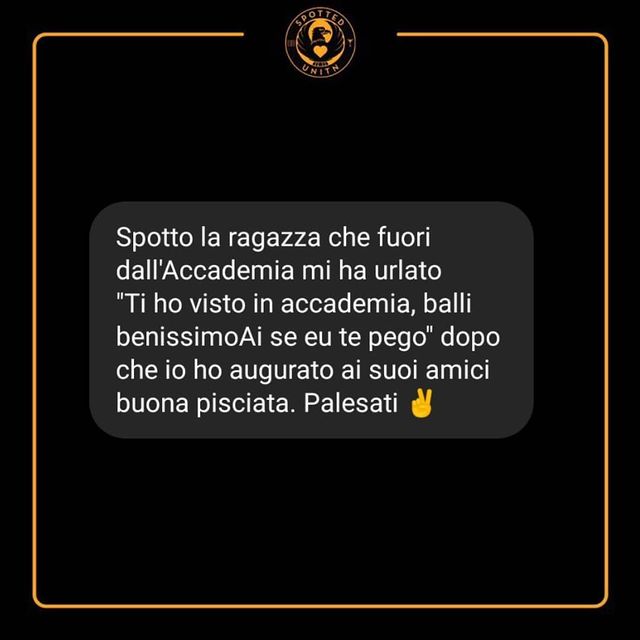 SPOTTED
UNITN
Spotto la ragazza che fuori
dall'Accademia mi ha urlato
"Ti ho visto in accademia, balli
benissimoAi se eu te pego" dopo
che io ho augurato ai suoi amici
buona pisciata. Palesati ✌